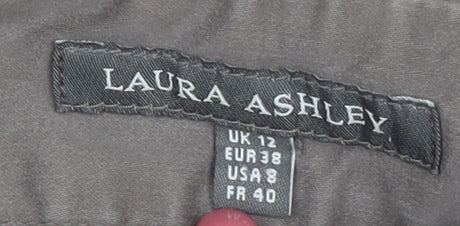 LAURA ASHLEY
UK 12
EUR 38
USA 8
FR 40